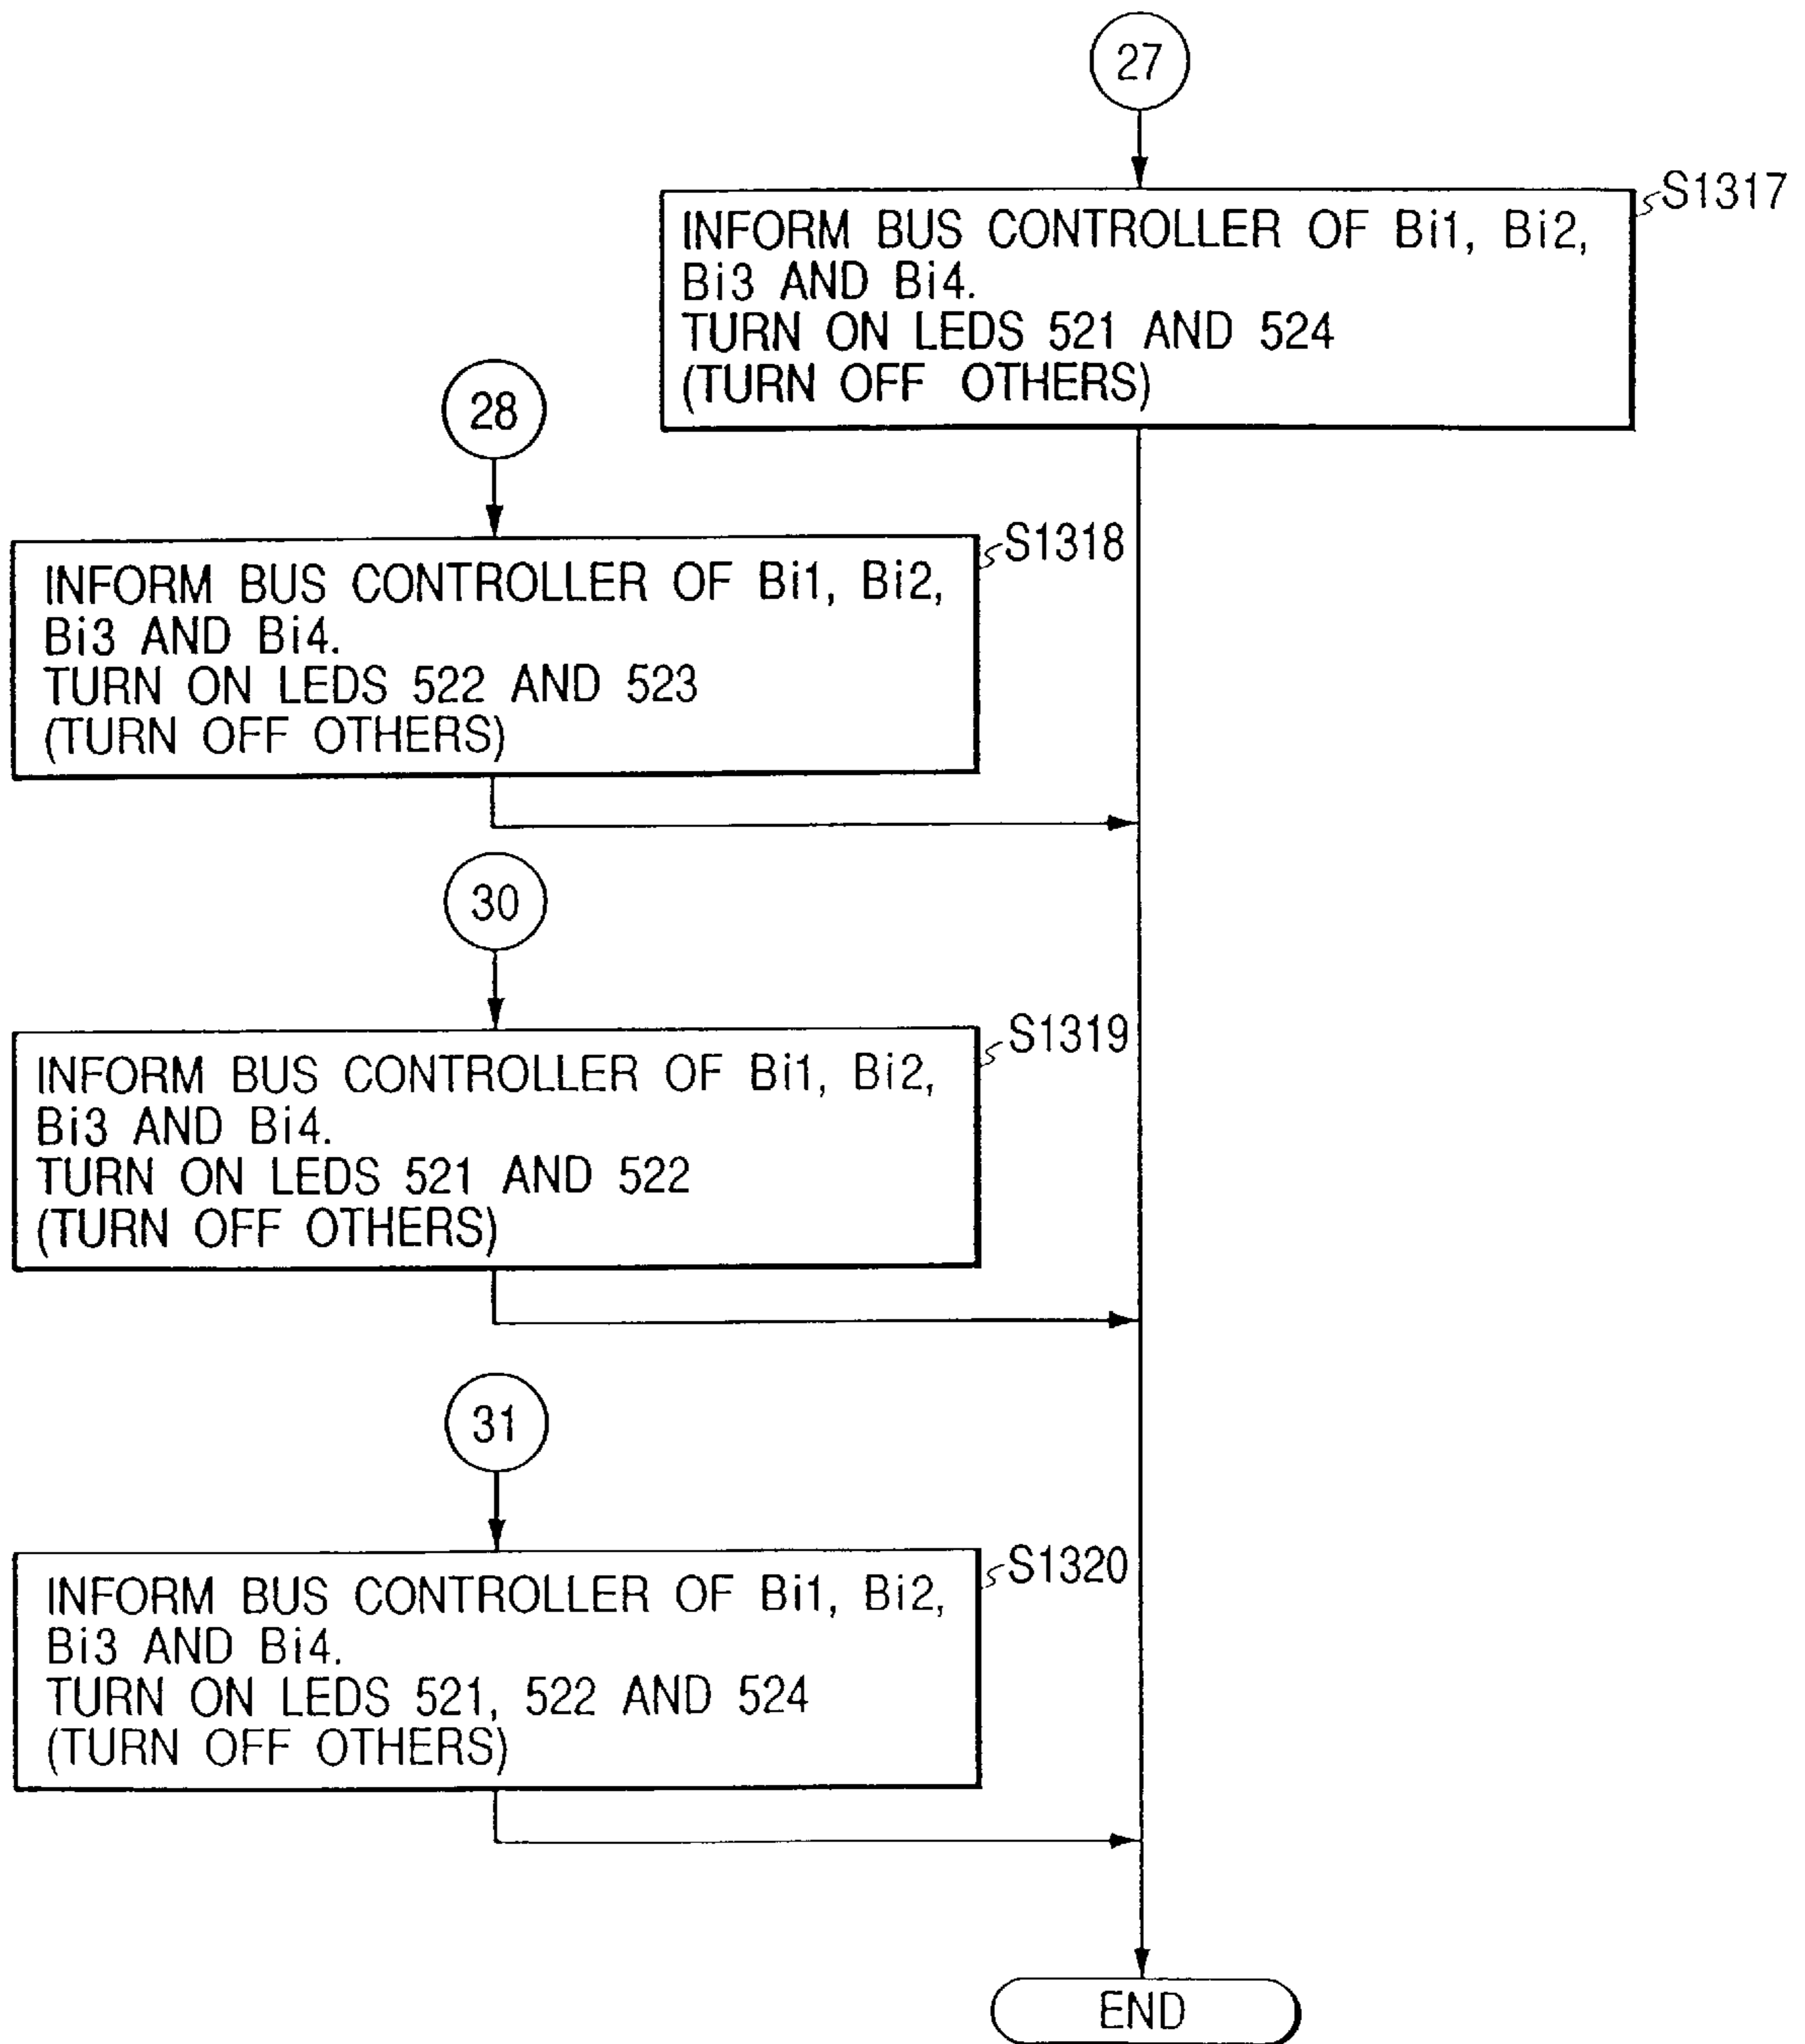 27
S1317
INFORM BUS CONTROLLER OF Bi1, Bi2,
Bi3 AND Bi4.
TURN ON LEDS 521 AND 524
(TURN OFF OTHERS)
28
S1318
INFORM BUS CONTROLLER OF Bi1, Bi2,
Bi3 AND Bi4.
TURN ON LEDS 522 AND 523
(TURN OFF OTHERS)
30
S1319
INFORM BUS CONTROLLER OF Bi1, Bi2,
Bi3 AND Bi4.
TURN ON LEDS 521 AND 522
(TURN OFF OTHERS)
31
S1320
INFORM BUS CONTROLLER OF Bi1, Bi2,
Bi3 AND Bi4.
TURN ON LEDS 521, 522 AND 524
(TURN OFF OTHERS)
END